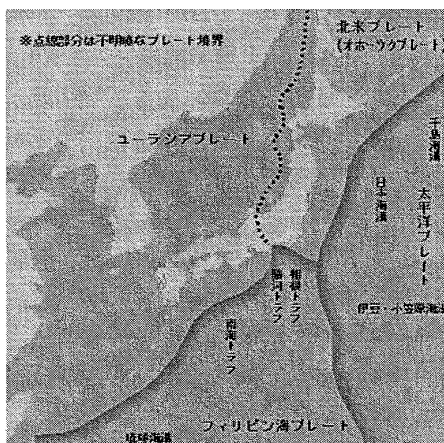 北米プレート
(オホーツクプレート)
※点線部分は不明瞭なプレート境界
ユーラシアプレート
千島海溝
日本海溝
太平洋プレート
相模トラフ
駿河トラフ
伊豆・小笠原海溝
南海トラフ
フィリピン海プレート
琉球海溝